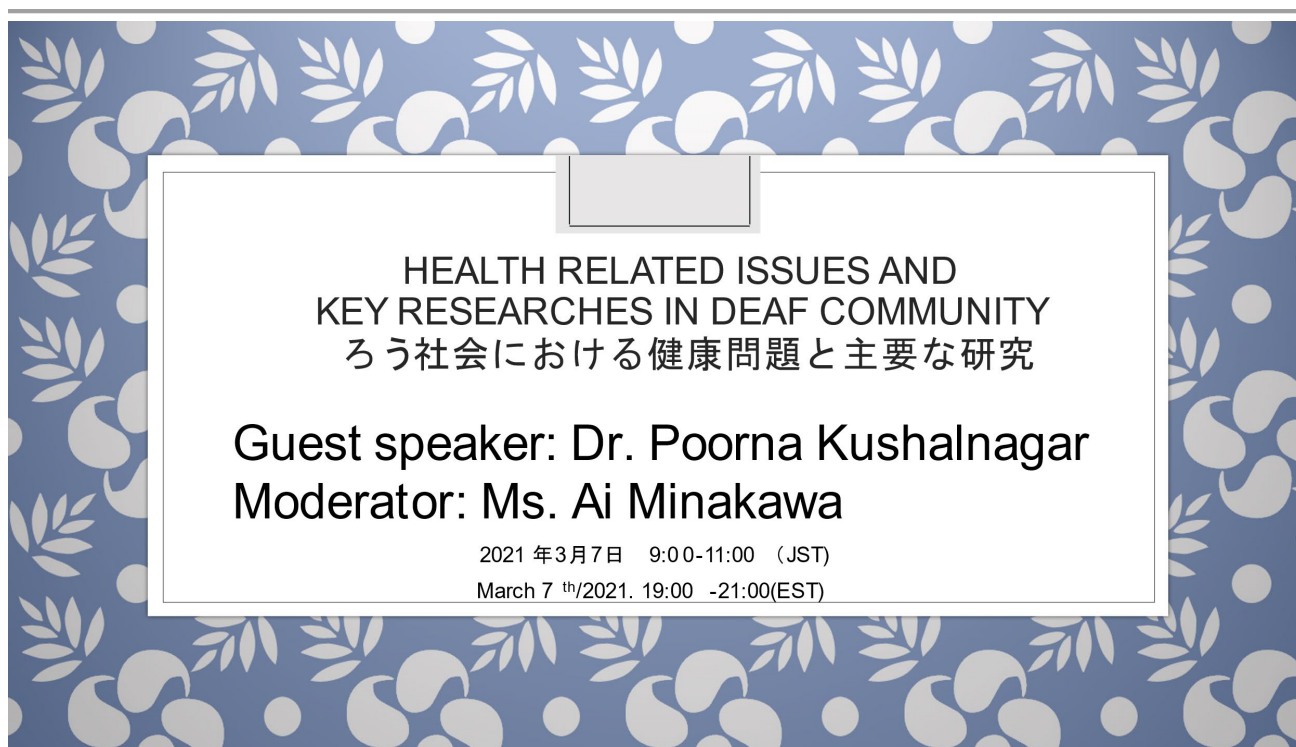 HEALTH RELATED ISSUES AND
KEY RESEARCHES IN DEAF COMMUNITY
ろう社会における健康問題と主要な研究
Guest speaker: Dr. Poorna Kushalnagar
Moderator: Ms. Ai Minakawa
2021 年3月7日　9:00-11:00 （JST)
March 7 th/2021. 19:00 -21:00(EST)